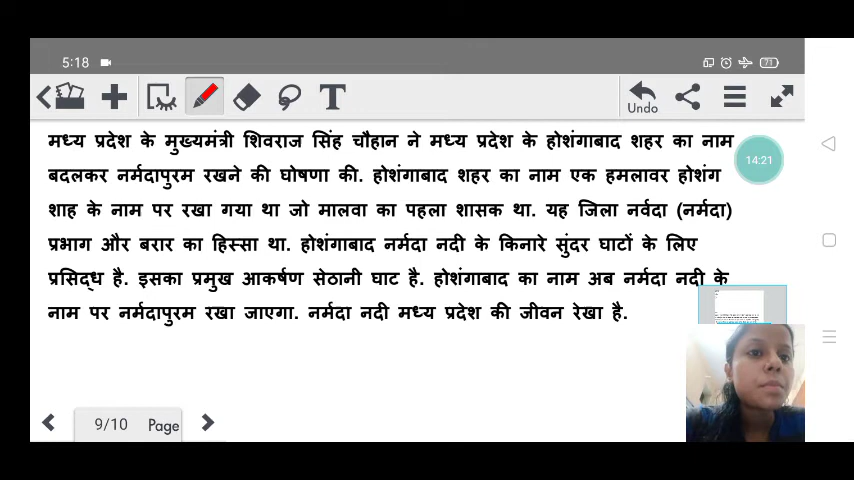 5:18
71
T
Undo
मध्य प्रदेश के मुख्यमंत्री शिवराज सिंह चौहान ने मध्य प्रदेश के होशंगाबाद शहर का नाम
14:21
बदलकर नर्मदापुरम रखने की घोषणा की. होशंगाबाद शहर का नाम एक हमलावर होशंग
शाह के नाम पर रखा गया था जो मालवा का पहला शासक था. यह जिला नर्वदा (नर्मदा)
प्रभाग और बरार का हिस्सा था. होशंगाबाद नर्मदा नदी के किनारे सुंदर घाटों के लिए
प्रसिद्ध है. इसका प्रमुख आकर्षण सेठानी घाट है. होशंगाबाद का नाम अब नर्मदा नदी के
नाम पर नर्मदापुरम रखा जाएगा. नर्मदा नदी मध्य प्रदेश की जीवन रेखा है.
9/10 Page